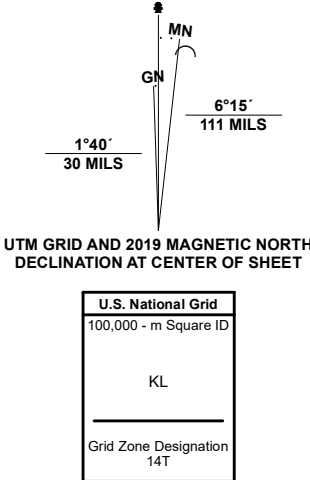 MN
GN
6°15´
111 MILS
1°40´
30 MILS
UTM GRID AND 2019 MAGNETIC NORTH
DECLINATION AT CENTER OF SHEET
U.S. National Grid
100,000 - m Square ID
KL
Grid Zone Designation
14T